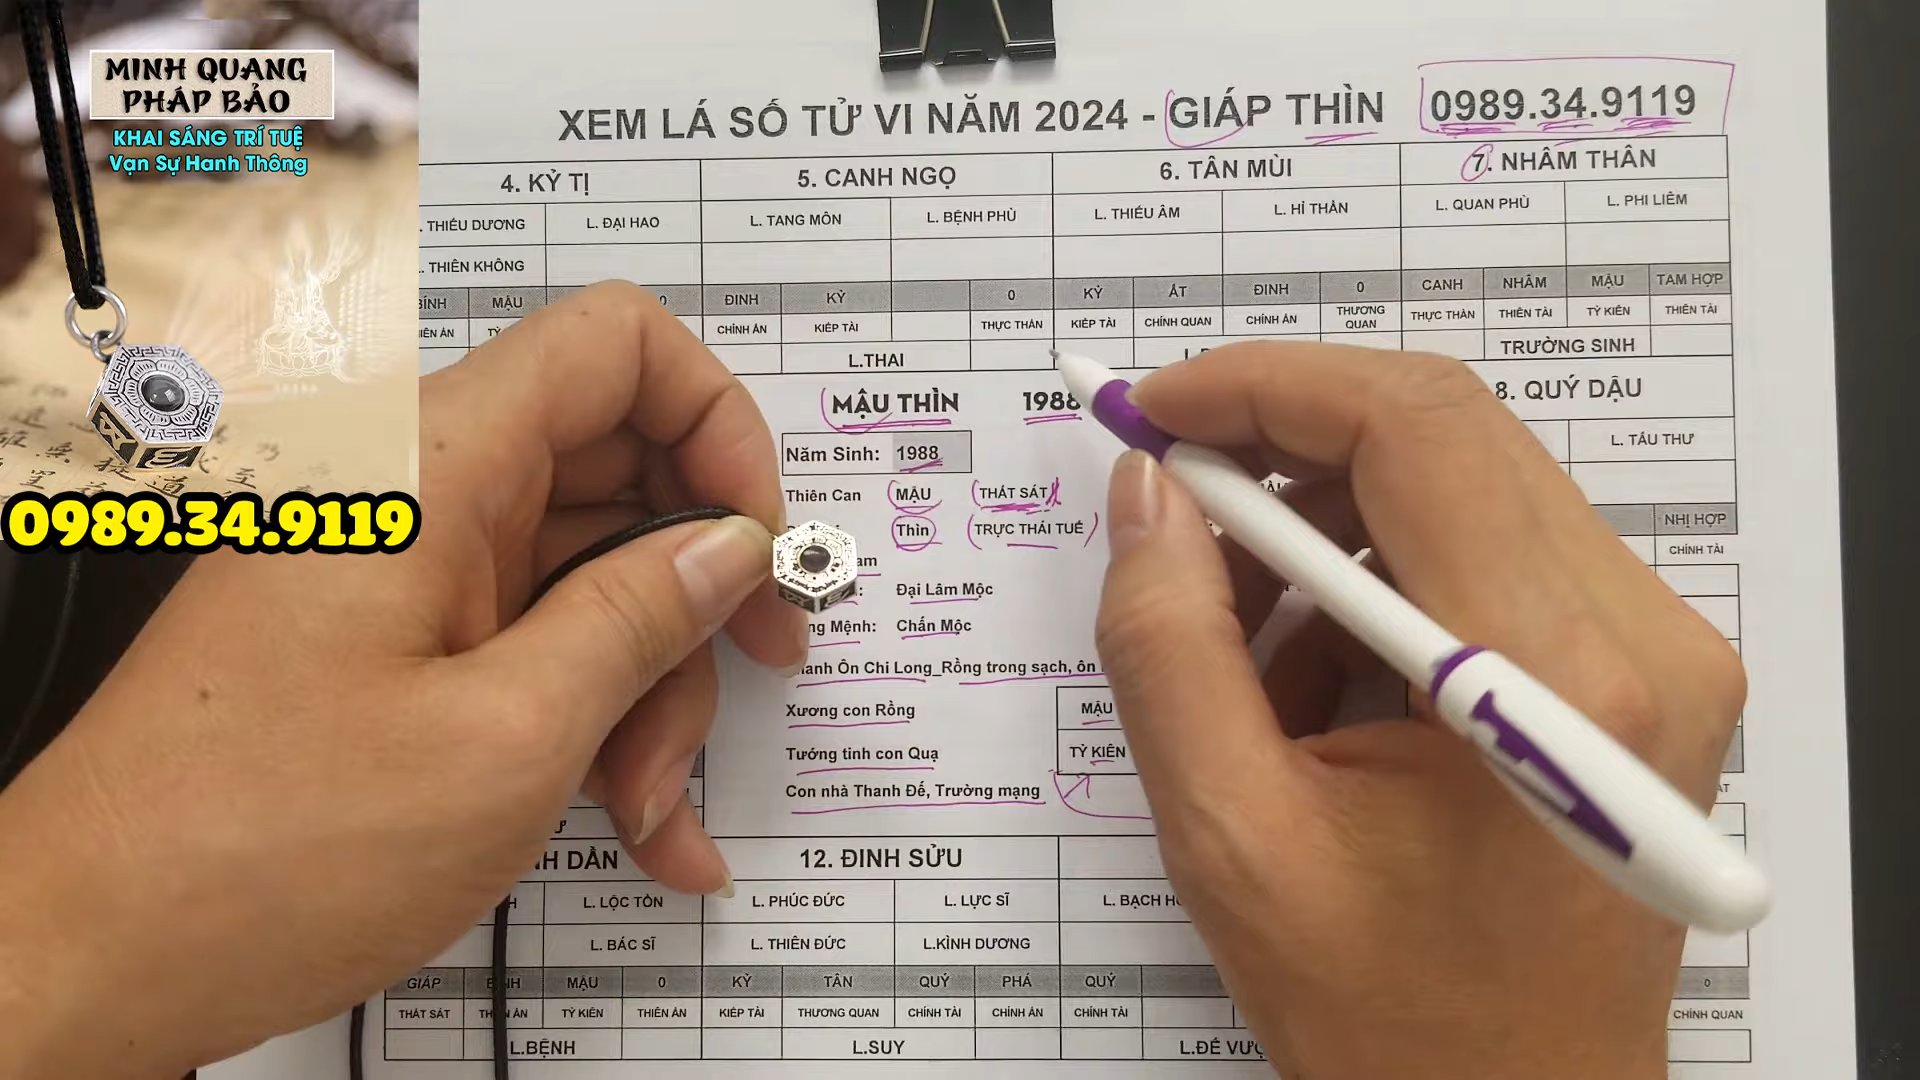 MINH QUANG
PHÁP BẢO
KHAI SÁNG TRÍ TUỆ
Vạn Sự Hanh Thông
0989.34.9119
XEM LÁ SỐ TỬ VI NĂM 2024 - GIÁP THÌN 0989.34.9119
4. KỶ TỊ 5. CANH NGỌ 6. TÂN MÙI 7. NHÂM THÂN
THIẾU DƯƠNG L. ĐẠI HAO L. TANG MÔN L. BỆNH PHÙ L. THIẾU ÂM L. HỈ THẦN L. QUAN PHÙ L. PHI LIÊM
THIÊN KHÔNG
MẬU 0 ĐINH KỶ 0 KỶ ẤT ĐINH 0 CANH NHÂM MẬU TAM HỢP
CHÍNH ẤN KIẾP TÀI THỰC THẦN KIẾP TÀI CHÍNH QUAN CHÍNH ẤN THƯƠNG QUAN THỰC THẦN THIÊN TÀI TỶ KIÊN THIÊN TÀI
L.THAI TRƯỜNG SINH
MẬU THÌN 1988 8. QUÝ DẬU
Năm Sinh: 1988 L. TẤU THƯ
Thiên Can MẬU THẤT SÁT
Thìn TRỰC THÁI TUẾ NHỊ HỢP
CHÍNH TÀI
Đại Lâm Mộc
Mệnh: Chấn Mộc
Ôn Chi Long_Rồng trong sạch, ôn
Xương con Rồng MẬU
Tướng tinh con Quạ TỶ KIÊN
Con nhà Thanh Đế, Trường mạng
DẦN 12. ĐINH SỬU
L. LỘC TỒN L. PHÚC ĐỨC L. LỰC SĨ L. BẠCH
L. BÁC SĨ L. THIÊN ĐỨC L.KÌNH DƯƠNG
GIÁP MẬU 0 KỶ TÂN QUÝ PHÁ QUÝ 0
THẤT SÁT TỶ KIÊN THIÊN ẤN KIẾP TÀI THƯƠNG QUAN CHÍNH TÀI CHÍNH ẤN CHÍNH TÀI CHÍNH QUAN
L.BỆNH L.SUY L.ĐẾ